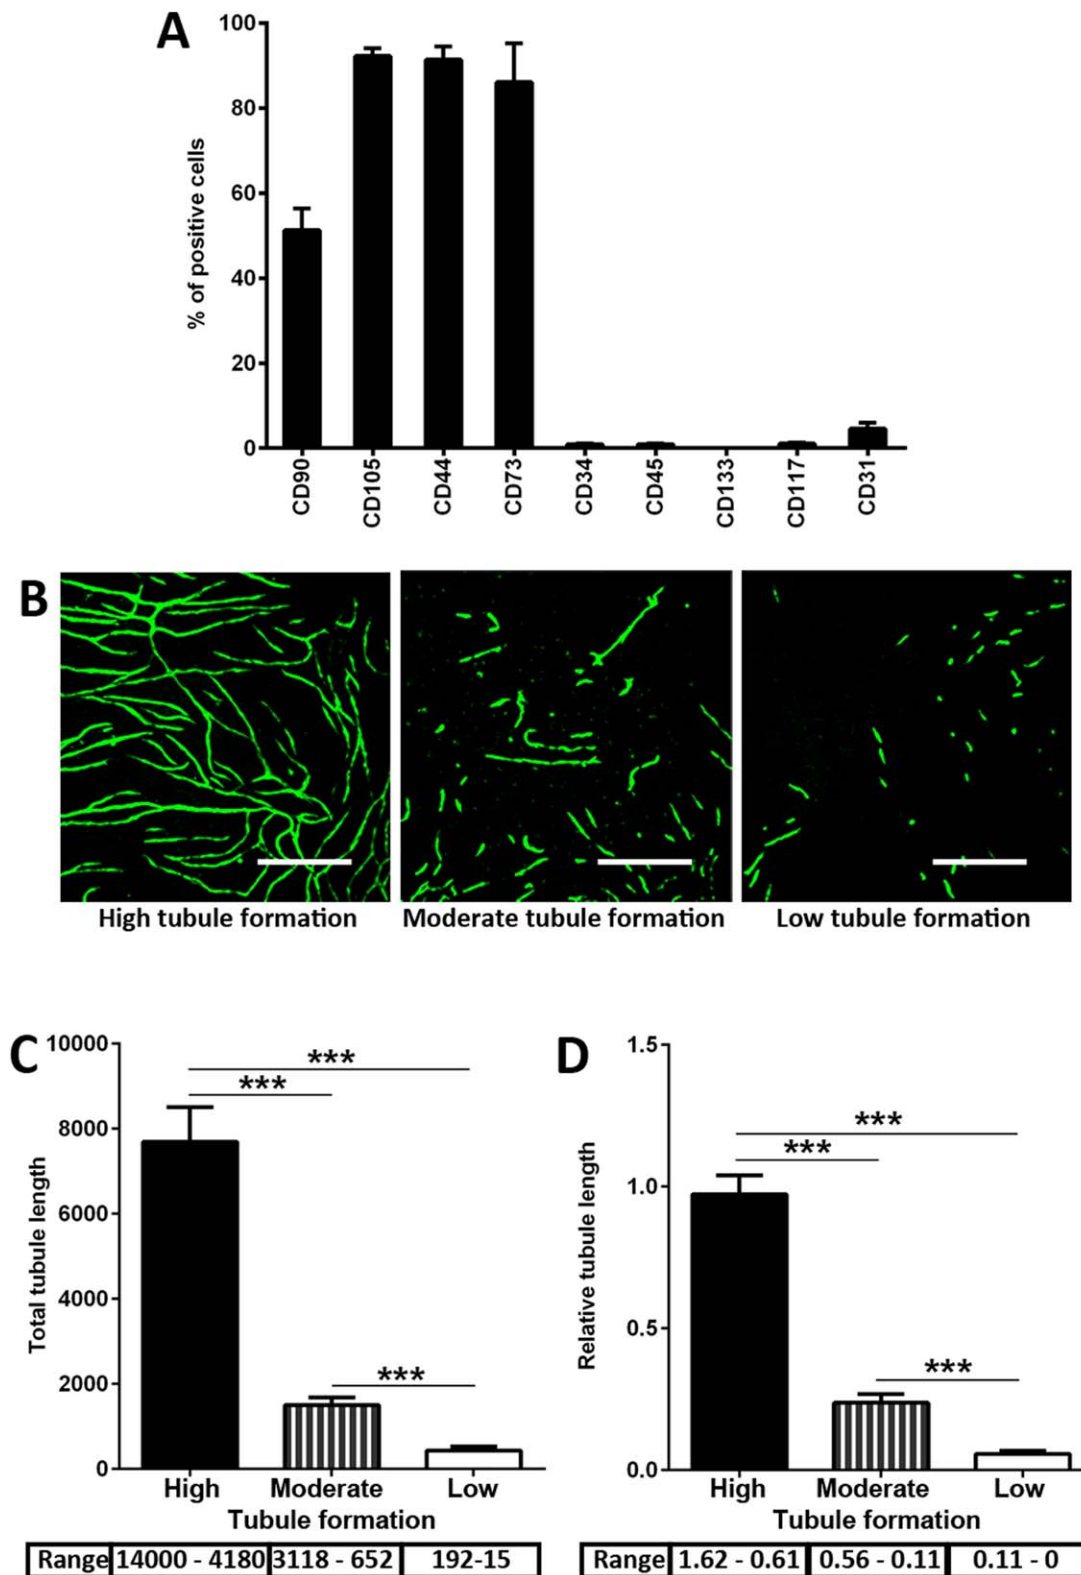 A
100
80
60
40
20
0
% of positive cells
CD90
CD105
CD44
CD73
CD34
CD45
CD133
CD117
CD31
B
High tubule formation
Moderate tubule formation
Low tubule formation
C
10000
8000
6000
4000
2000
0
Total tubule length
***
***
***
High
Moderate
Low
Tubule formation
Range 14000 - 4180 3118 - 652 192-15
D
1.5
1.0
0.5
0.0
Relative tubule length
***
***
***
High
Moderate
Low
Tubule formation
Range 1.62 - 0.61 0.56 - 0.11 0.11 - 0